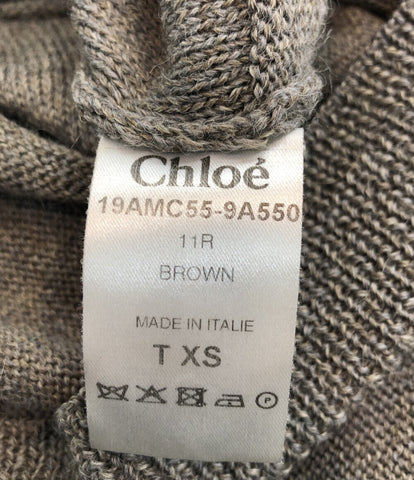 Chloé
19AMC55-9A550
11R
BROWN
MADE IN ITALIE
T XS
P